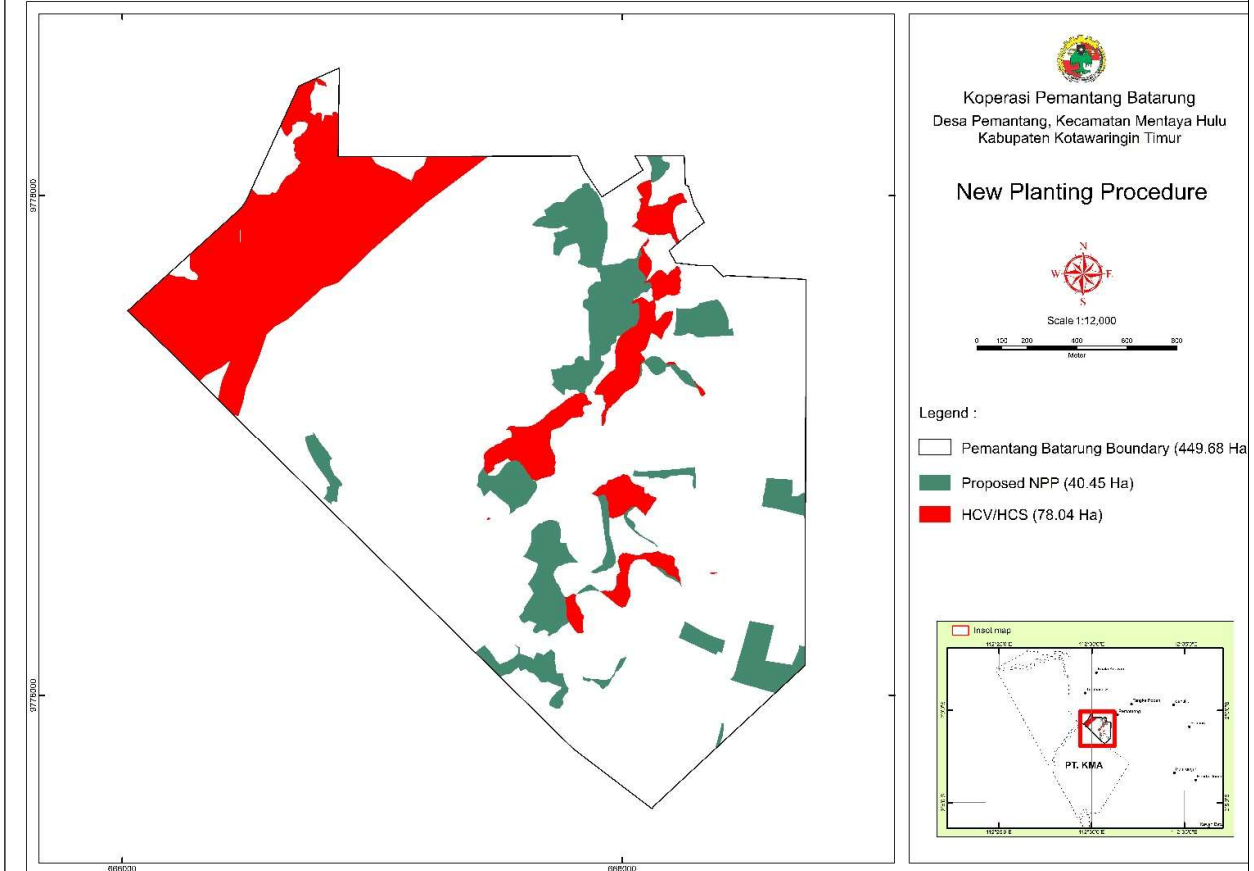 Koperasi Pemantang Batarung
Desa Pemantang, Kecamatan Mentaya Hulu
Kabupaten Kotawaringin Timur
New Planting Procedure
N
W E
S
Scale 1:12,000
0 100 200 400 600 800
Meter
Legend :
Pemantang Batarung Boundary (449.68 Ha
Proposed NPP (40.45 Ha)
HCV/HCS (78.04 Ha)
Inset map
PT. KMA
9778000
9778000
666000
668000